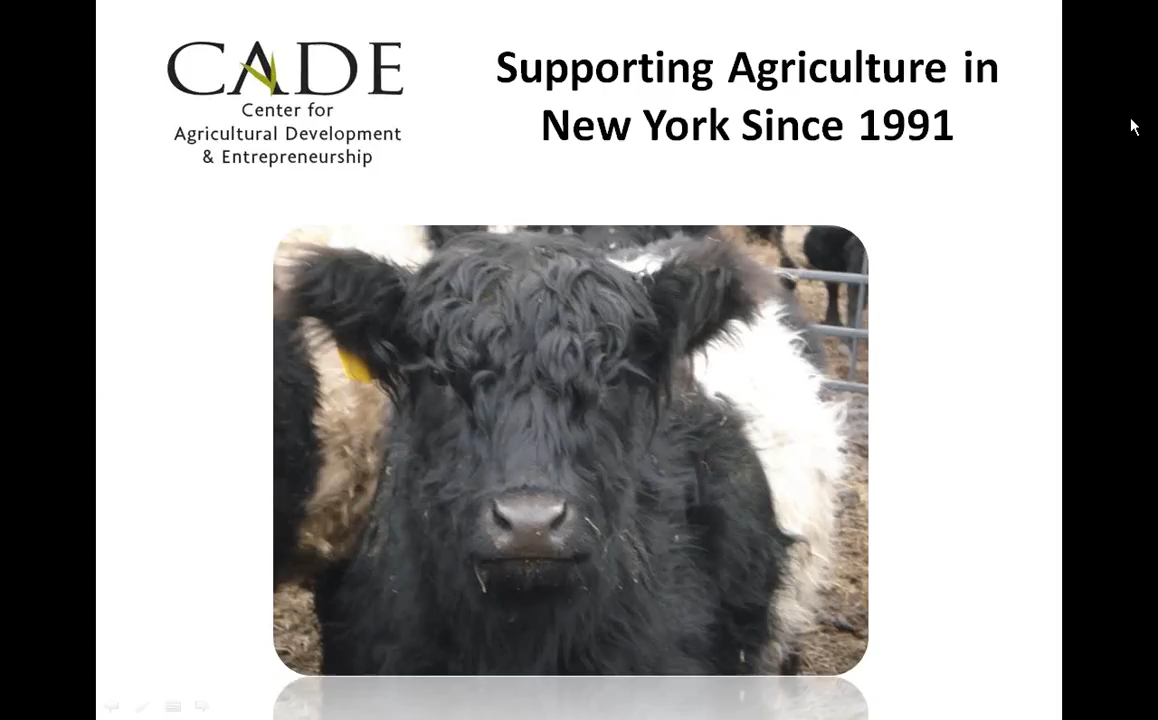 CADE
Center for
Agricultural Development
& Entrepreneurship
Supporting Agriculture in
New York Since 1991